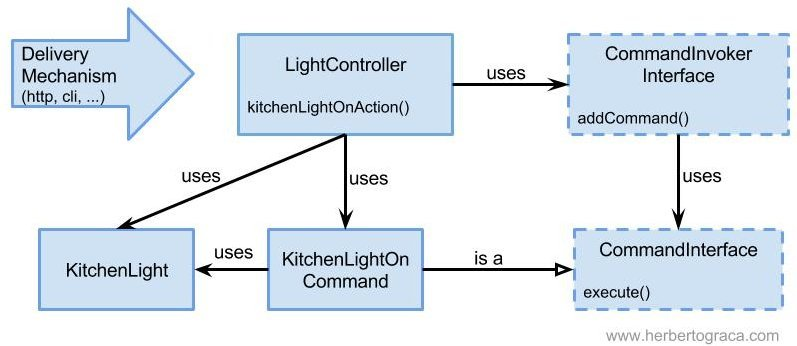 Delivery
Mechanism
(http, cli, ...)
LightController
kitchenLightOnAction()
uses
CommandInvoker
Interface
addCommand()
uses
uses
uses
KitchenLight
uses
KitchenLightOn
Command
is a
CommandInterface
execute()
www.herbertograca.com